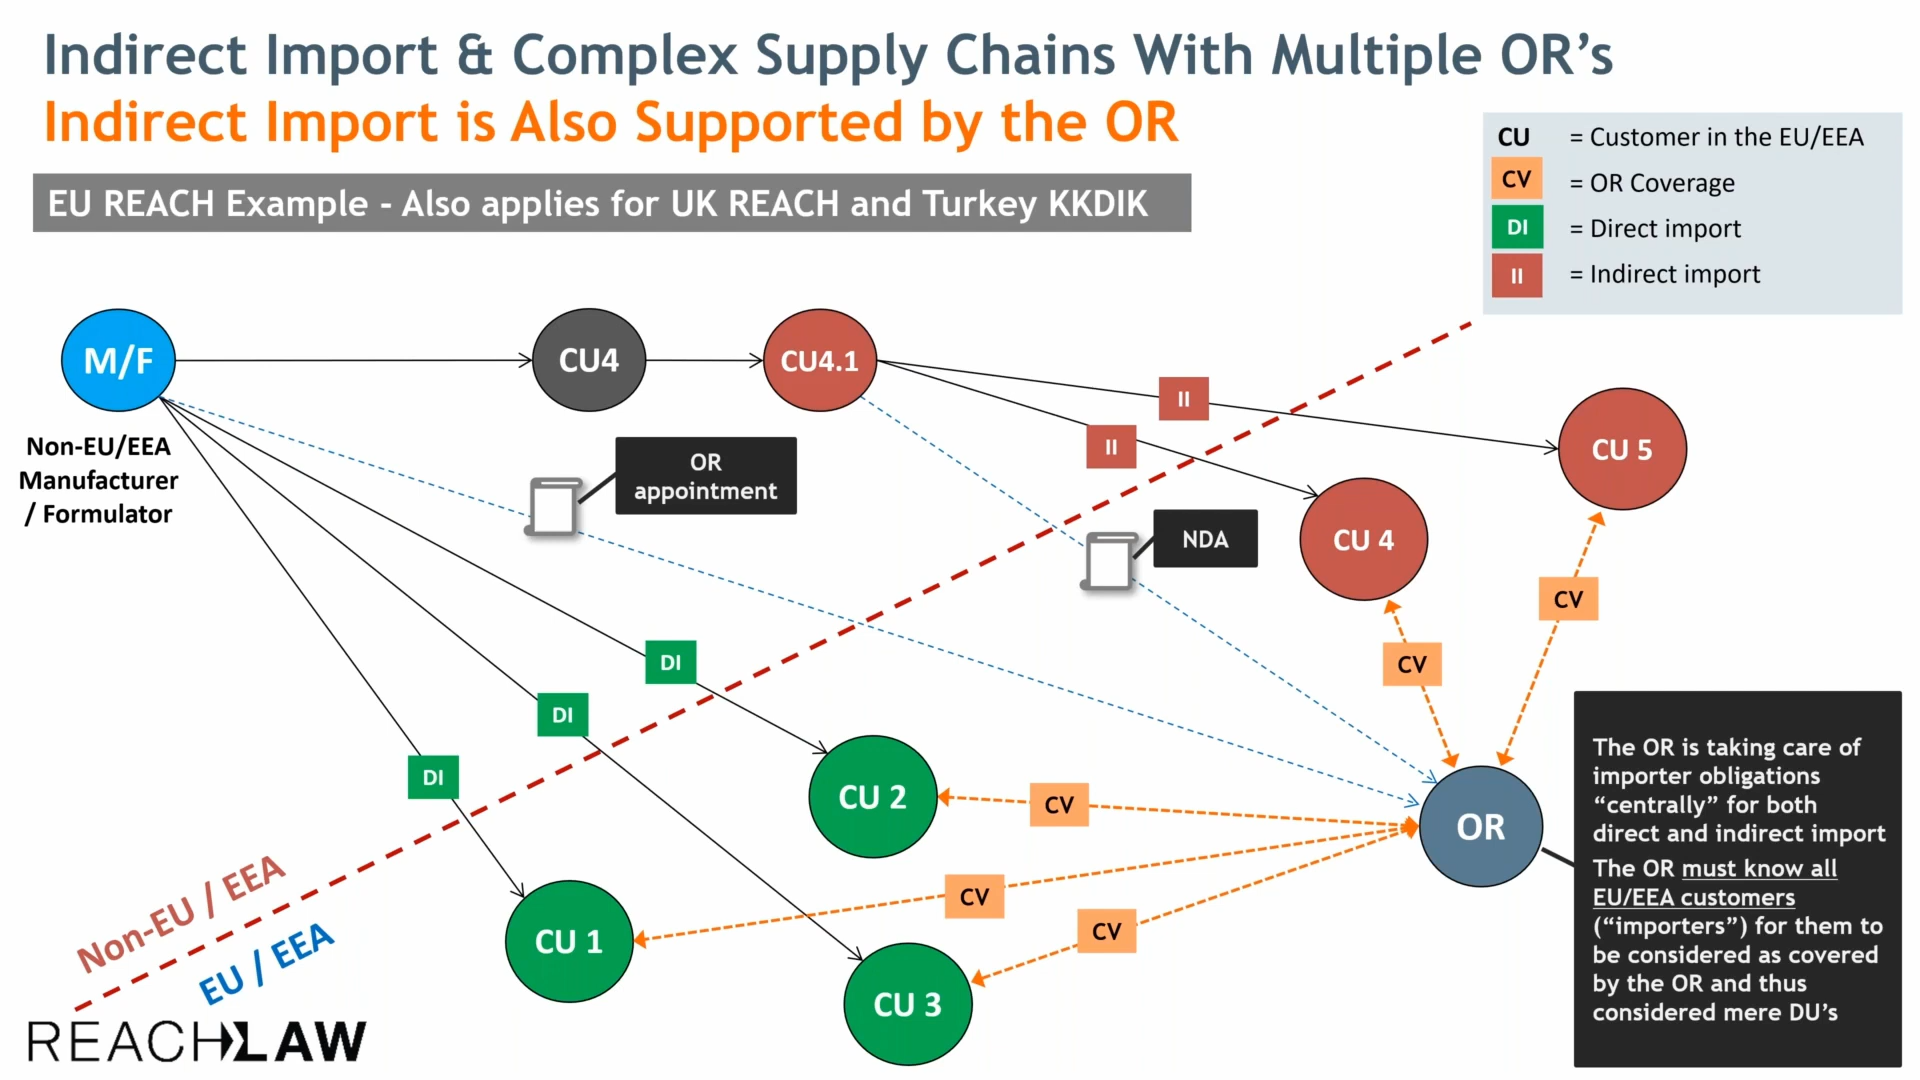 Indirect Import & Complex Supply Chains With Multiple OR’s
Indirect Import is Also Supported by the OR
EU REACH Example - Also applies for UK REACH and Turkey KKDIK
CU = Customer in the EU/EEA
CV = OR Coverage
DI = Direct import
II = Indirect import
M/F
CU4
CU4.1
II
II
CU 5
Non-EU/EEA
Manufacturer
/ Formulator
OR
appointment
NDA
CU 4
CV
CV
DI
DI
DI
CU 2
CV
OR
CV
CV
CU 1
CU 3
The OR is taking care of
importer obligations
“centrally” for both
direct and indirect import
The OR must know all
EU/EEA customers
(“importers”) for them to
be considered as covered
by the OR and thus
considered mere DU’s
Non-EU / EEA
EU / EEA
REACHLAW